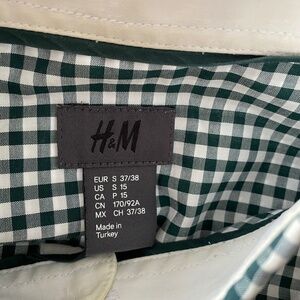 H&M
EUR S 37/38
US S 15
CA P 15
CN 170/92A
MX CH 37/38
Made in
Turkey